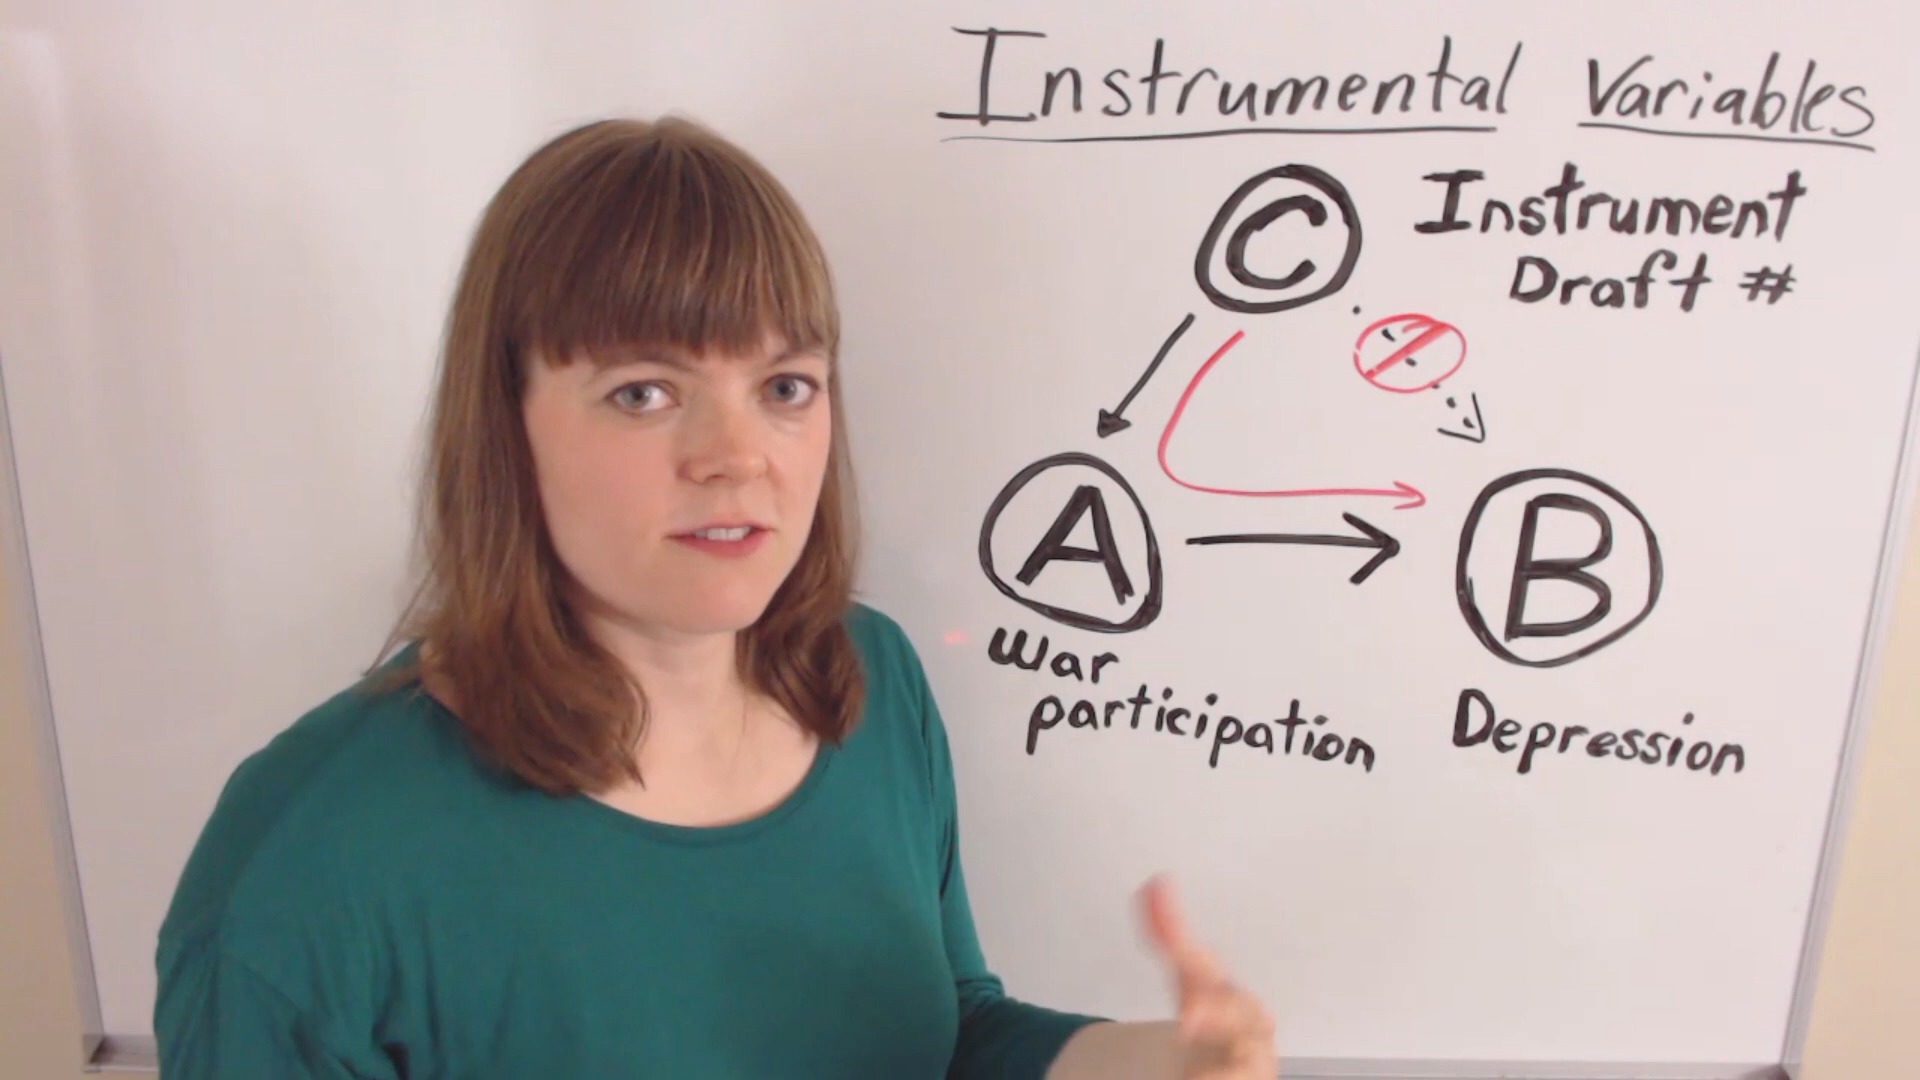 Instrumental Variables
C
Instrument
Draft #
A
B
War
participation
Depression